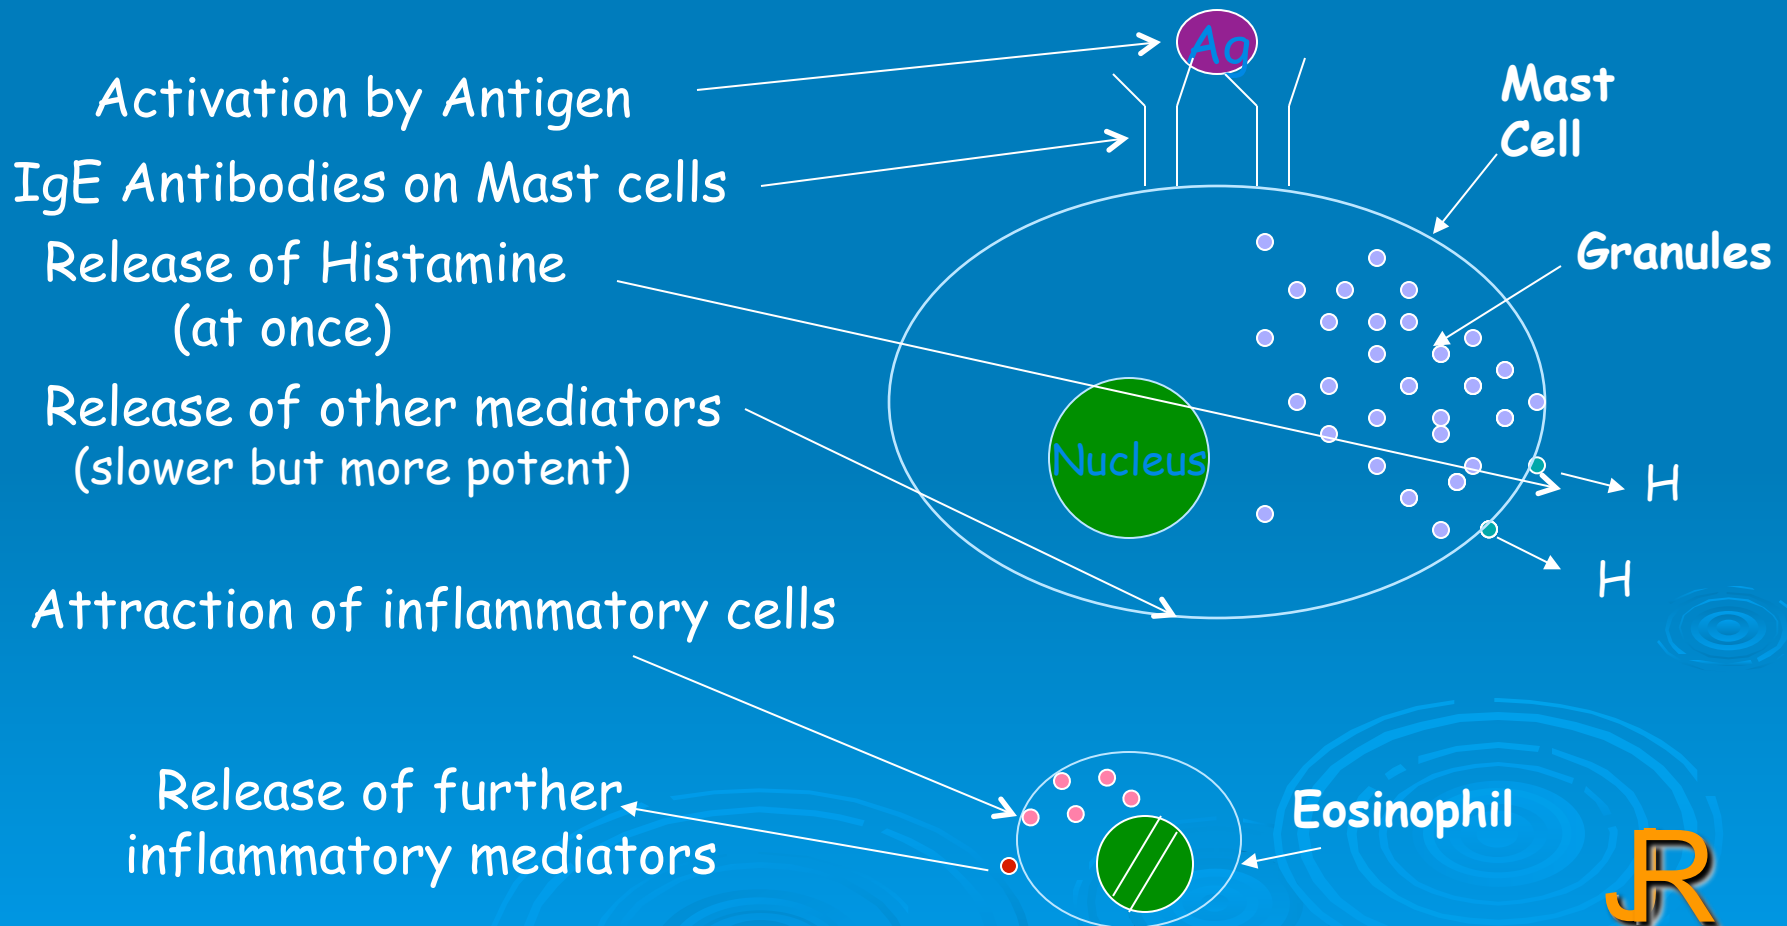 Ag
Activation by Antigen
Mast
Cell
IgE Antibodies on Mast cells
Release of Histamine
(at once)
Granules
Release of other mediators
(slower but more potent)
Nucleus
H
H
Attraction of inflammatory cells
Release of further
inflammatory mediators
Eosinophil
JR